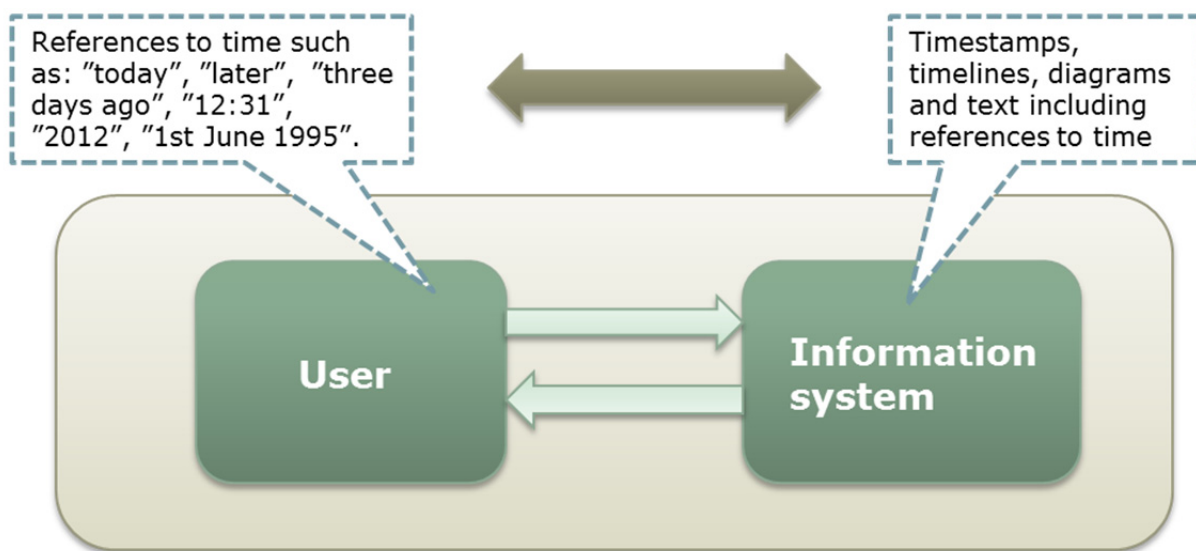 References to time such
as: ”today”, ”later”, ”three
days ago”, ”12:31”,
”2012”, ”1st June 1995”.
Timestamps,
timelines, diagrams
and text including
references to time
User
Information
system